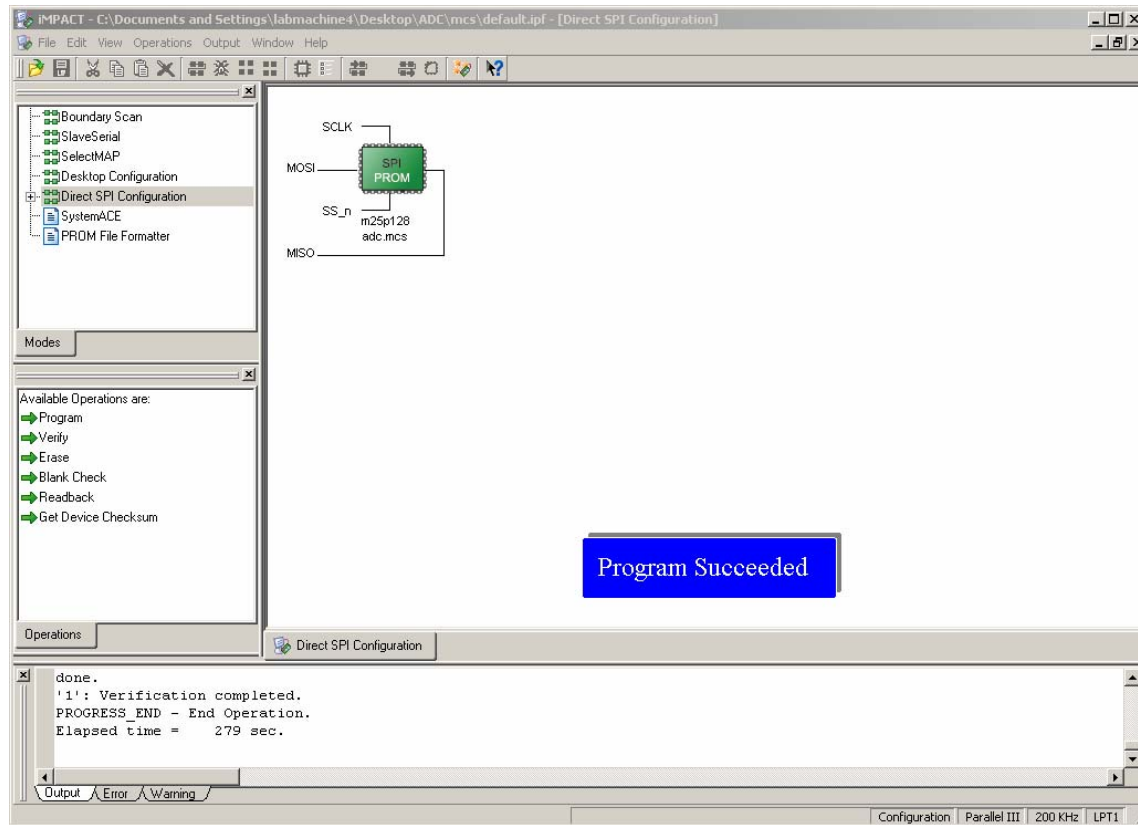 iMPACT - C:\Documents and Settings\labmachine4\Desktop\ADC\mcs\default.ipf - [Direct SPI Configuration]
File Edit View Operations Output Window Help
Boundary Scan
SlaveSerial
SelectMAP
Desktop Configuration
Direct SPI Configuration
SystemACE
PROM File Formatter
Modes
Available Operations are:
Program
Verify
Erase
Blank Check
Readback
Get Device Checksum
Operations
SCLK
MOSI
SPI
PROM
SS_n
m25p128
adc.mcs
MISO
Program Succeeded
Direct SPI Configuration
done.
'1': Verification completed.
PROGRESS_END - End Operation.
Elapsed time =    279 sec.
Output Error Warning
Configuration Parallel III 200 KHz LPT1